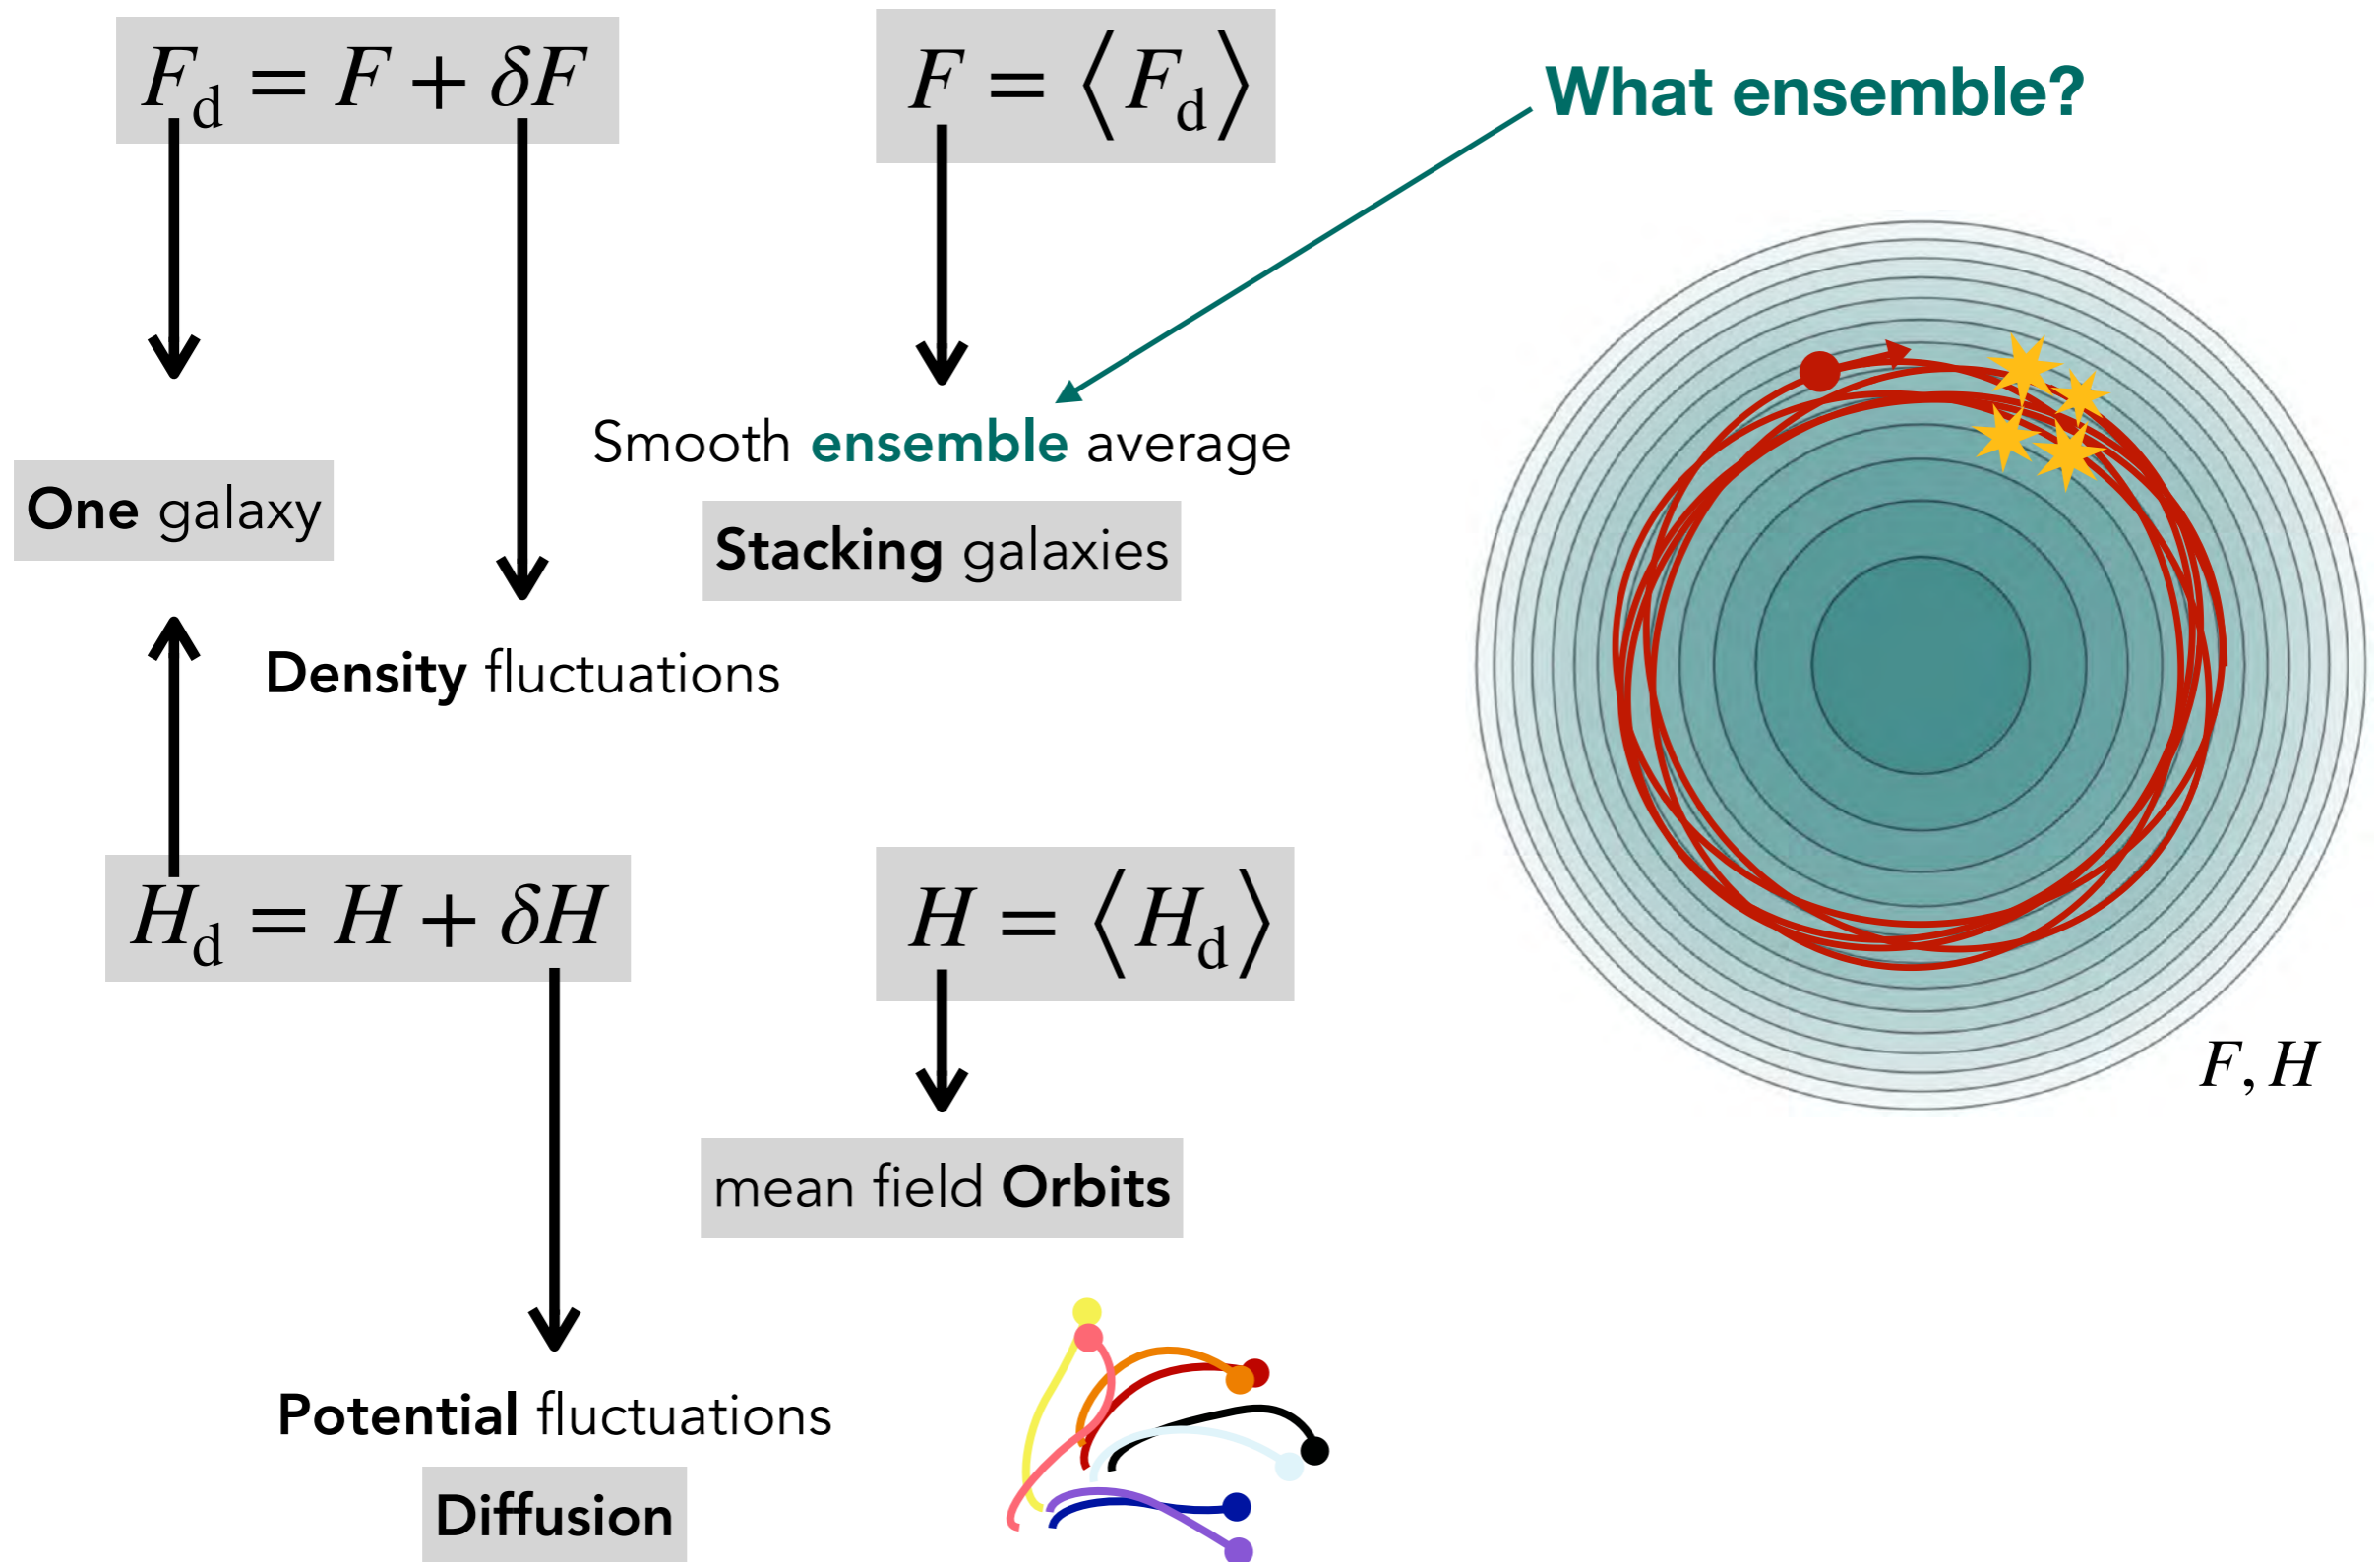 F_d = F + δF
F = ⟨F_d⟩
What ensemble?
Smooth ensemble average
Stacking galaxies
One galaxy
Density fluctuations
H_d = H + δH
H = ⟨H_d⟩
F, H
mean field Orbits
Potential fluctuations
Diffusion